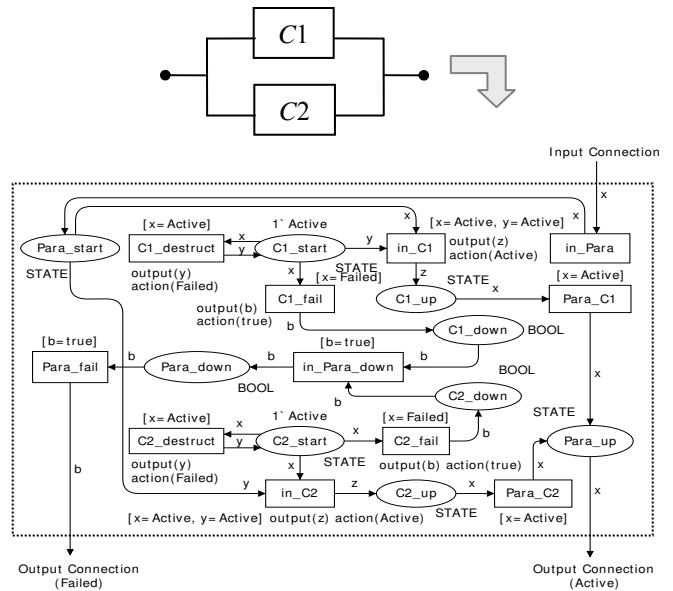 C1
C2
Input Connection
x
x
x
[x=Active]
1` Active
[x=Active, y=Active]
Para_start
C1_destruct
x
y
C1_start
y
in_C1
output(z)
action(Active)
in_Para
STATE
output(y)
action(Failed)
x
STATE
[x=Failed]
z
STATE
[x=Active]
C1_fail
C1_up
x
Para_C1
output(b)
action(true)
b
C1_down
BOOL
[b=true]
[b=true]
Para_fail
b
Para_down
b
in_Para_down
b
BOOL
BOOL
x
b
C2_down
[x=Active]
1` Active
[x=Failed]
STATE
C2_destruct
x
y
C2_start
x
C2_fail
b
Para_up
output(y)
action(Failed)
x
STATE
output(b) action(true)
b
y
in_C2
z
C2_up
x
Para_C2
x
x
[x=Active, y=Active] output(z) action(Active)
STATE
[x=Active]
Output Connection
(Failed)
Output Connection
(Active)